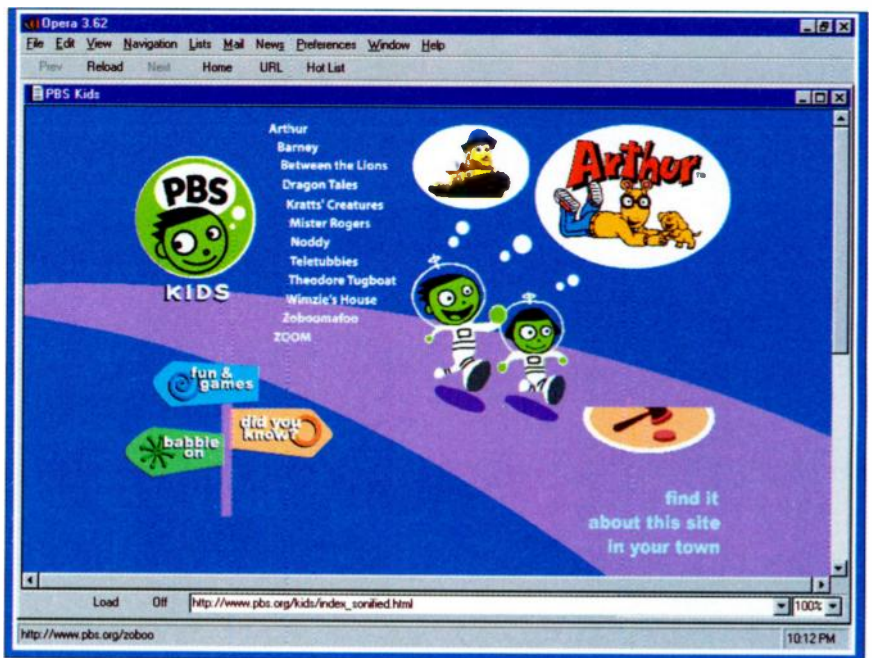 Opera 3.62
File Edit View Navigation Lists Mail News Preferences Window Help
Prev Reload Next Home URL Hot List
PBS Kids
PBS
KIDS
Arthur
Barney
Between the Lions
Dragon Tales
Kratts' Creatures
Mister Rogers
Noddy
Teletubbies
Theodore Tugboat
Wimzie's House
Zoboomafoo
ZOOM
Arthur TM
fun &
games
did you
know?
babble
on
find it
about this site
in your town
Load Off http://www.pbs.org/kids/index_sonified.html 100%
http://www.pbs.org/zoboo 10:12 PM